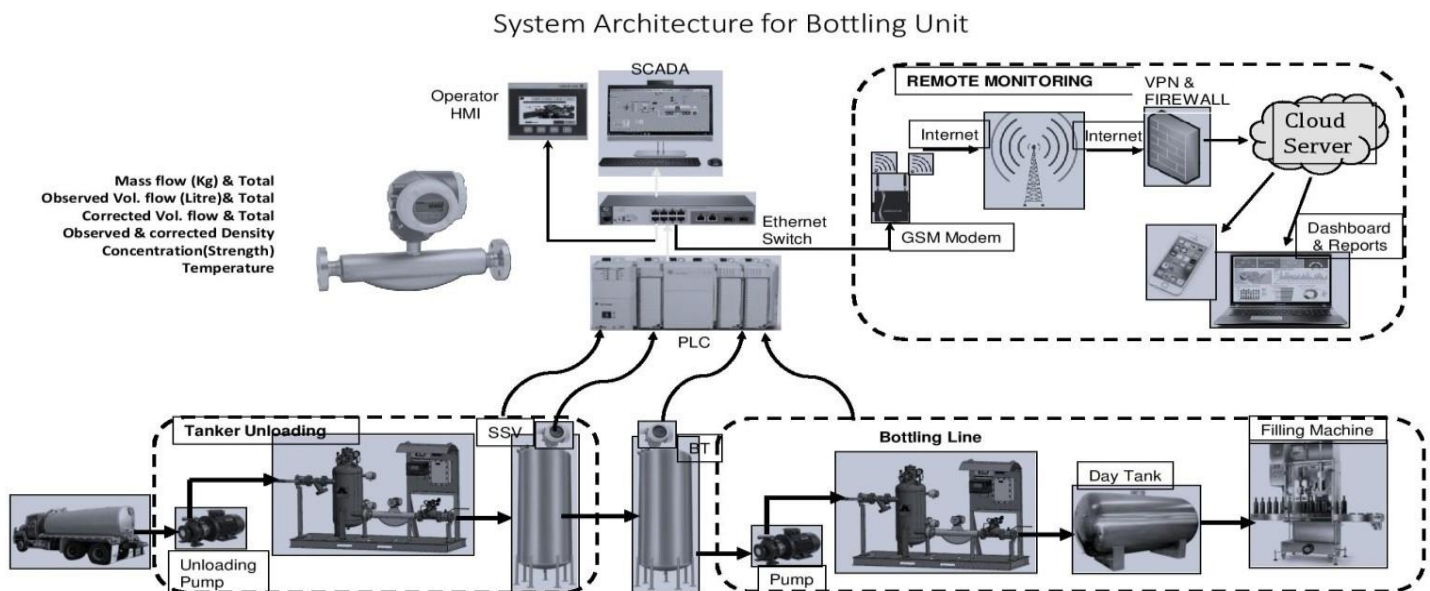 System Architecture for Bottling Unit
SCADA
Operator
HMI
REMOTE MONITORING
VPN &
FIREWALL
Internet
Internet
Cloud
Server
Mass flow (Kg) & Total
Observed Vol. flow (Litre)& Total
Corrected Vol. flow & Total
Observed & corrected Density
Concentration(Strength)
Temperature
Ethernet
Switch
GSM Modem
Dashboard
& Reports
PLC
Tanker Unloading
SSV
BT
Bottling Line
Filling Machine
Day Tank
Unloading
Pump
Pump